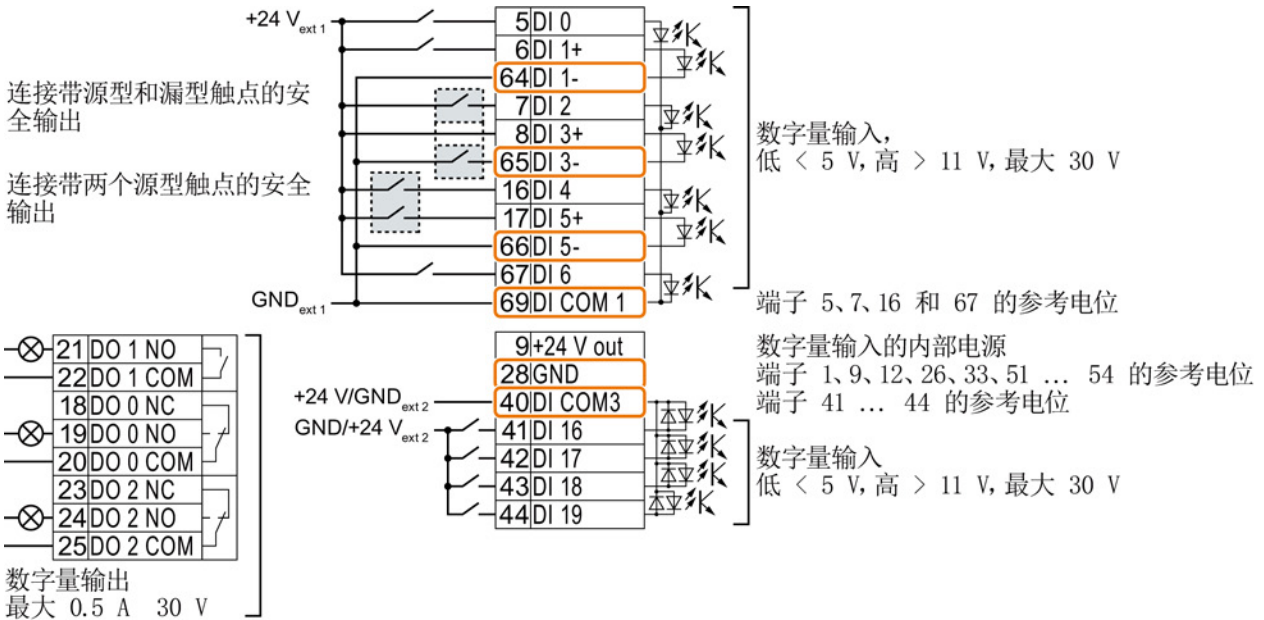 +24 V ext 1
5 DI 0
6 DI 1+
64 DI 1-
7 DI 2
8 DI 3+
65 DI 3-
16 DI 4
17 DI 5+
66 DI 5-
67 DI 6
69 DI COM 1
GND ext 1
连接带源型和漏型触点的安
全输出
连接带两个源型触点的安全
输出
数字量输入,
低 < 5 V, 高 > 11 V, 最大 30 V
端子 5、7、16 和 67 的参考电位
9 +24 V out
28 GND
40 DI COM3
41 DI 16
42 DI 17
43 DI 18
44 DI 19
+24 V/GND ext 2
GND/+24 V ext 2
数字量输入的内部电源
端子 1、9、12、26、33、51 ... 54 的参考电位
端子 41 ... 44 的参考电位
数字量输入
低 < 5 V, 高 > 11 V, 最大 30 V
21 DO 1 NO
22 DO 1 COM
18 DO 0 NC
19 DO 0 NO
20 DO 0 COM
23 DO 2 NC
24 DO 2 NO
25 DO 2 COM
数字量输出
最大 0.5 A 30 V